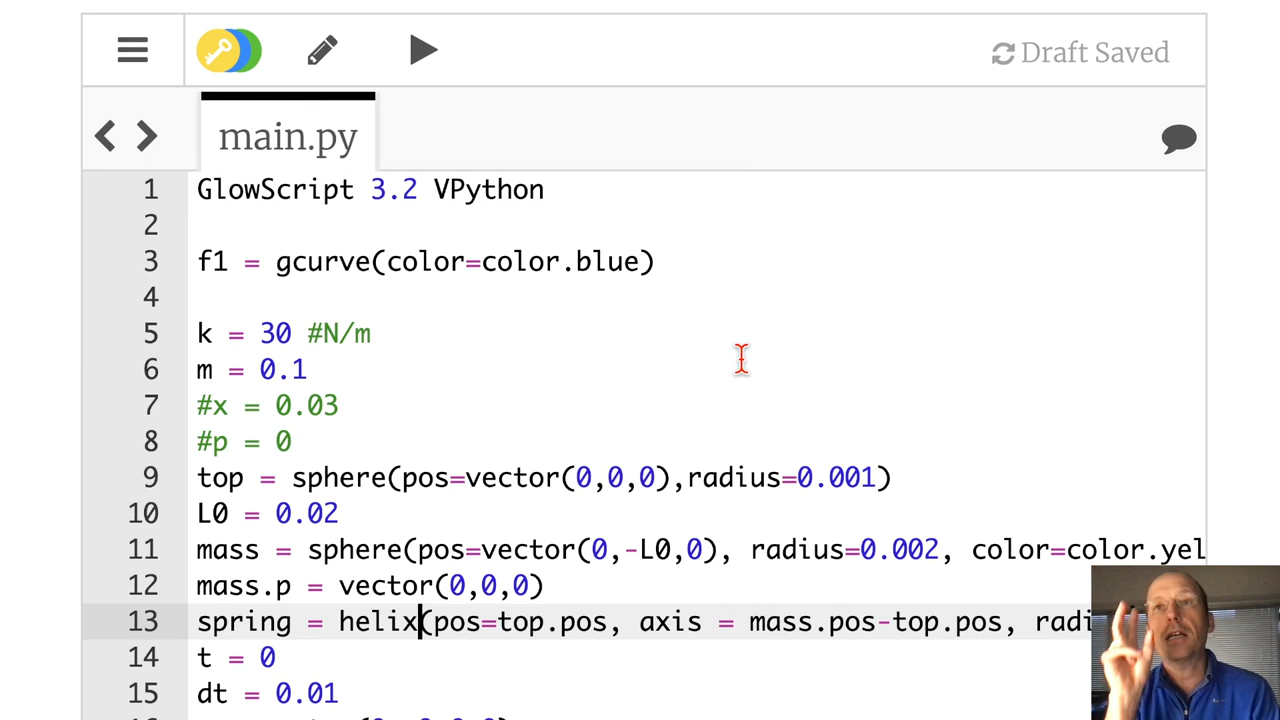 Draft Saved
main.py
1 GlowScript 3.2 VPython
2
3 f1 = gcurve(color=color.blue)
4
5 k = 30 #N/m
6 m = 0.1
7 #x = 0.03
8 #p = 0
9 top = sphere(pos=vector(0,0,0),radius=0.001)
10 L0 = 0.02
11 mass = sphere(pos=vector(0,-L0,0), radius=0.002, color=color.yel
12 mass.p = vector(0,0,0)
13 spring = helix(pos=top.pos, axis = mass.pos-top.pos, radi
14 t = 0
15 dt = 0.01